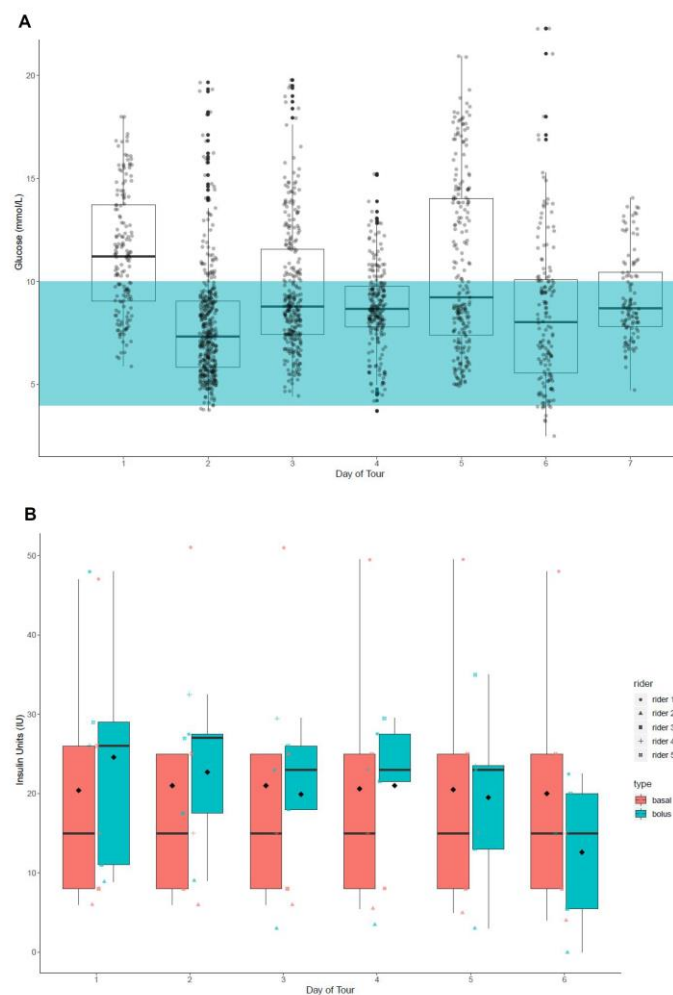 A
Glucose (mmol/L)
20
15
10
5
1 2 3 4 5 6 7
Day of Tour
B
Insulin Units (IU)
50
40
30
20
10
0
1 2 3 4 5 6
Day of Tour
rider
rider 1
rider 2
rider 3
rider 4
rider 5
type
basal
bolus